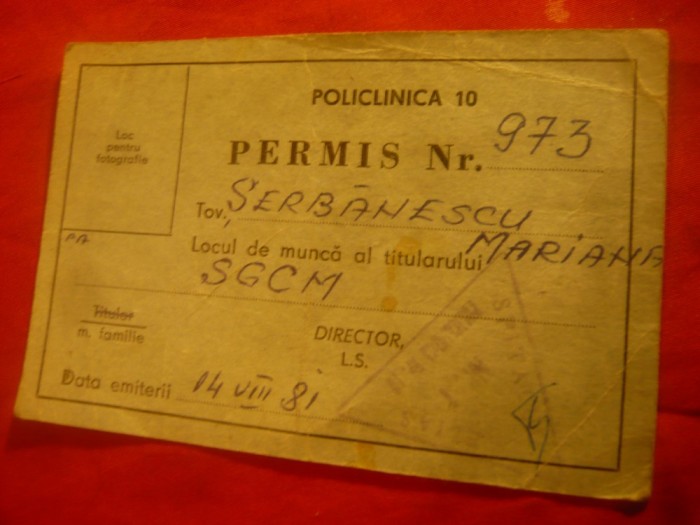 POLICLINICA 10
Loc
pentru
fotografie
PERMIS Nr. 973
Tov. ȘERBĂNESCU
MARIANA
Locul de muncă al titularului
SGCM
Titular
m. familie
DIRECTOR,
L.S.
Data emiterii 14 VIII 81